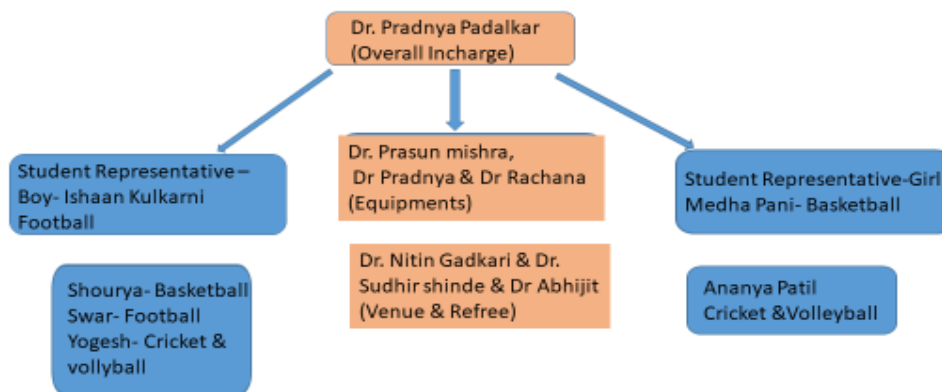 Dr. Pradnya Padalkar
(Overall Incharge)
Student Representative –
Boy- Ishaan Kulkarni
Football
Dr. Prasun mishra,
Dr Pradnya & Dr Rachana
(Equipments)
Student Representative-Girl
Medha Pani- Basketball
Shourya- Basketball
Swar- Football
Yogesh- Cricket &
vollyball
Dr. Nitin Gadkari & Dr.
Sudhir shinde & Dr Abhijit
(Venue & Refree)
Ananya Patil
Cricket &Volleyball